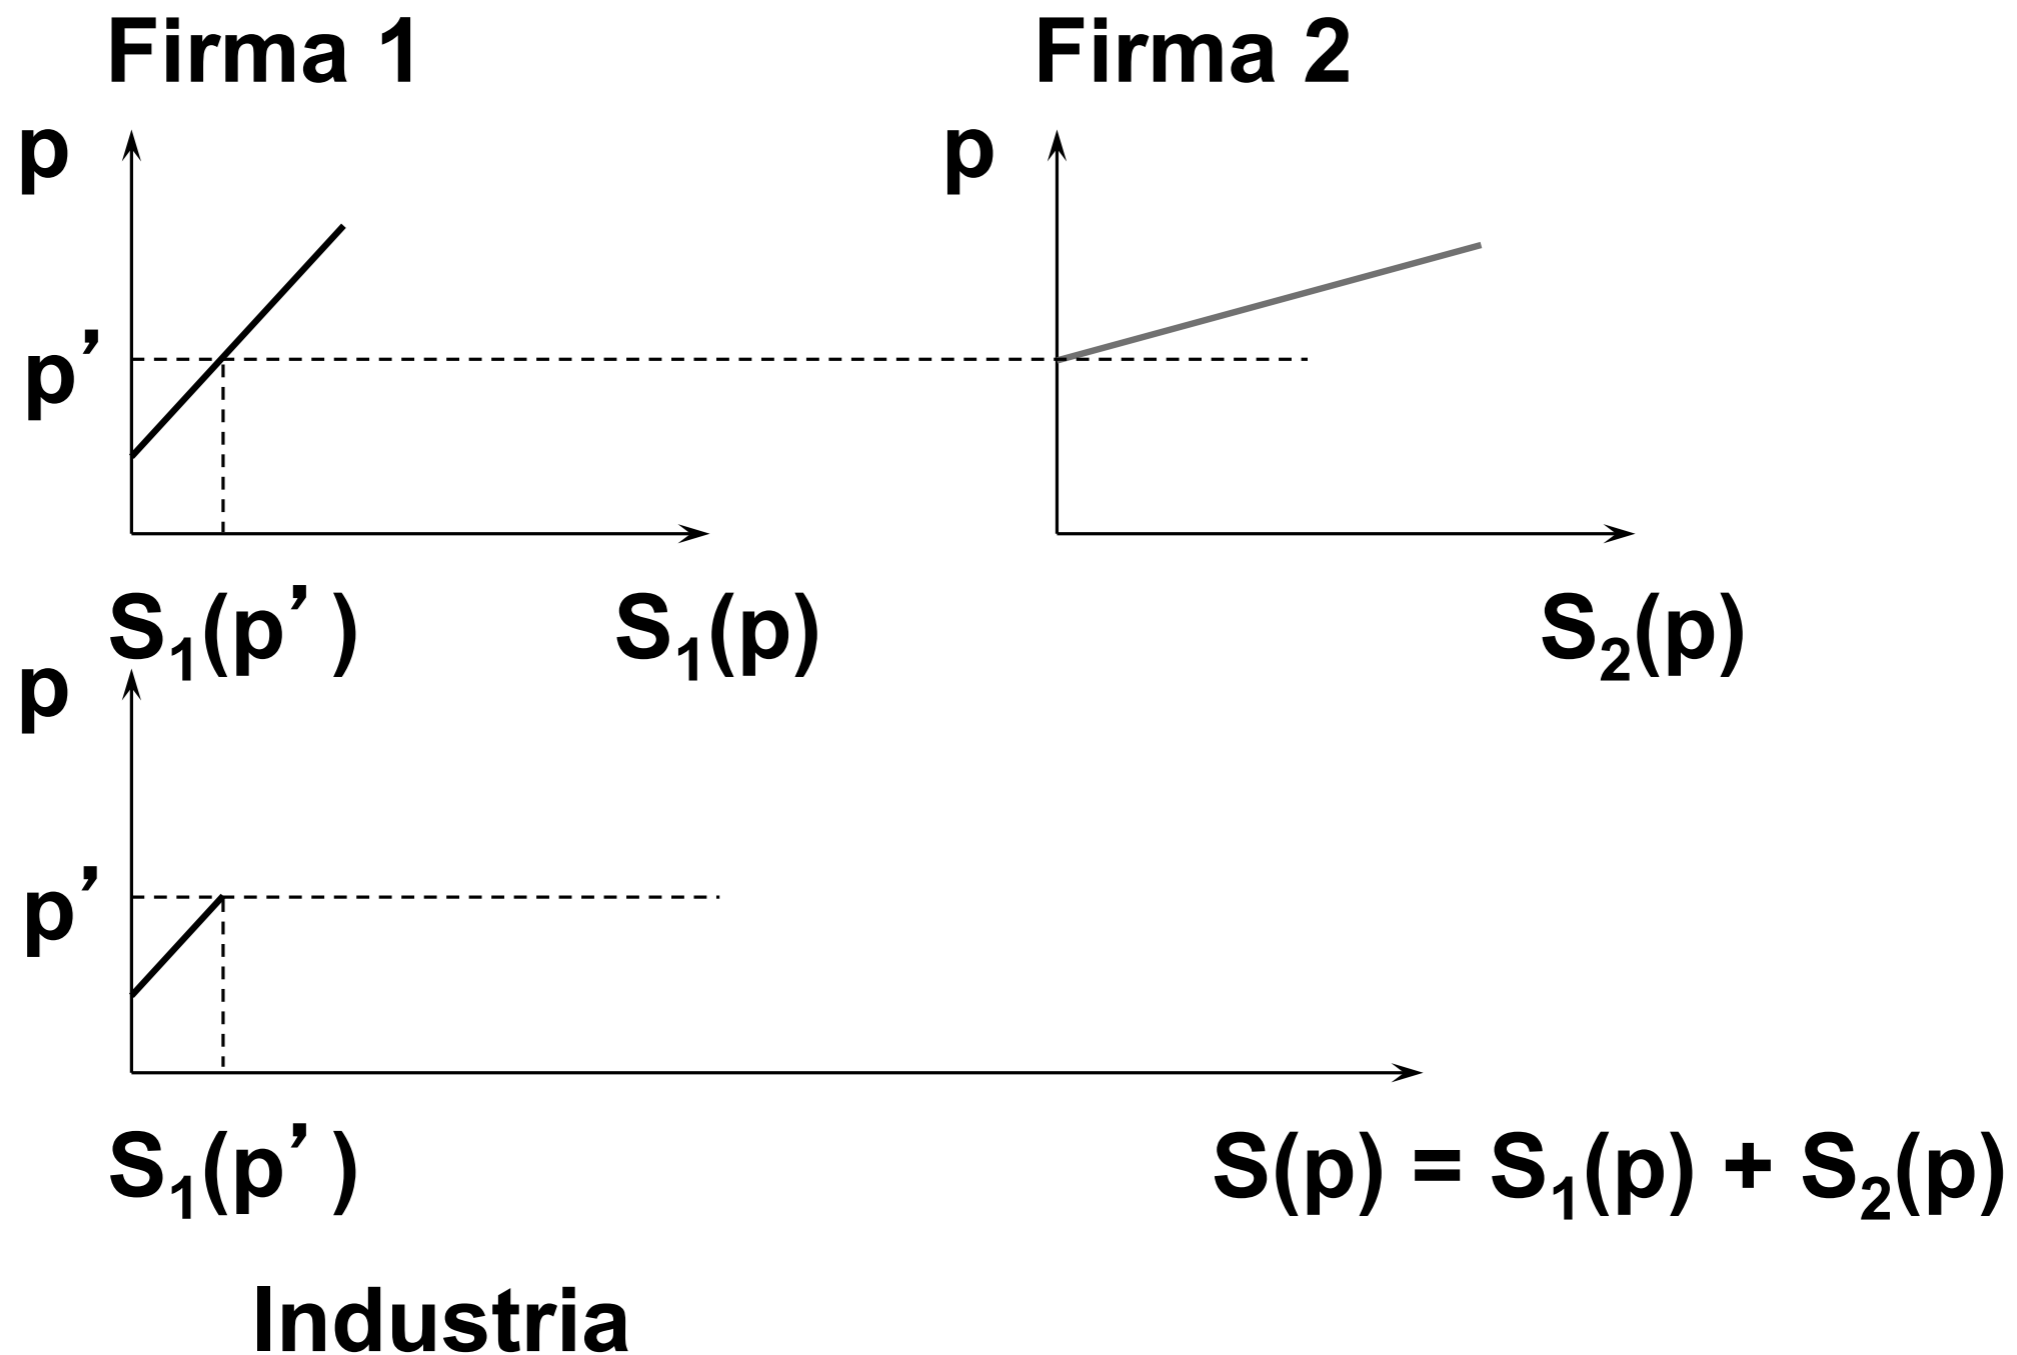 Firma 1 Firma 2
p p
p’
S₁(p’) S₁(p) S₂(p)
p
p’
S₁(p’) S(p) = S₁(p) + S₂(p)
Industria